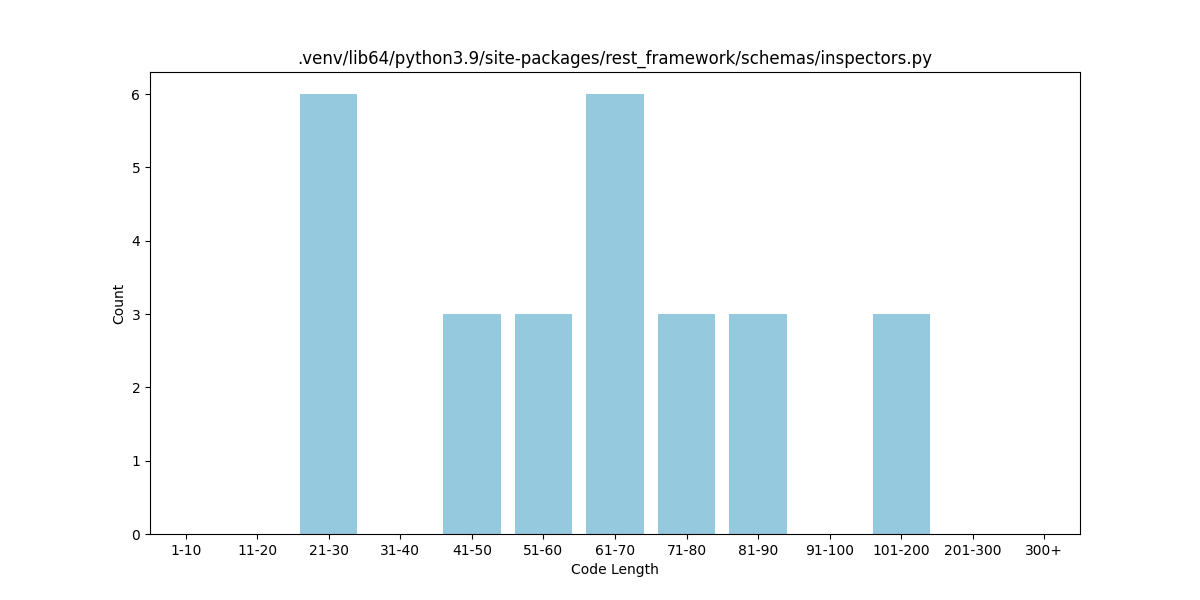 .venv/lib64/python3.9/site-packages/rest_framework/schemas/inspectors.py
6
5
4
3
2
1
0
Count
1-10 11-20 21-30 31-40 41-50 51-60 61-70 71-80 81-90 91-100 101-200 201-300 300+
Code Length